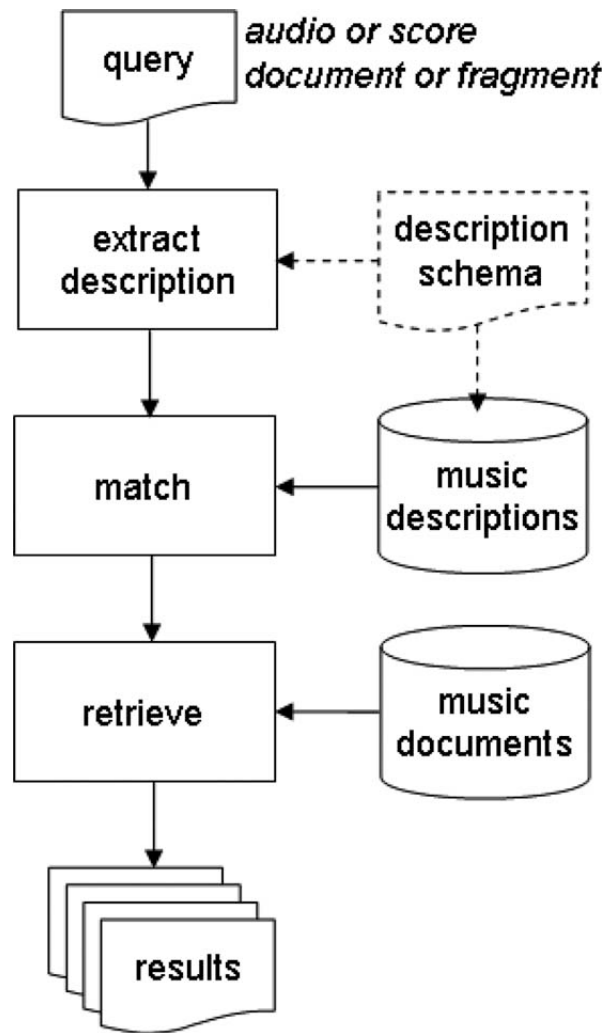 query
audio or score
document or fragment
extract
description
description
schema
match
music
descriptions
retrieve
music
documents
results